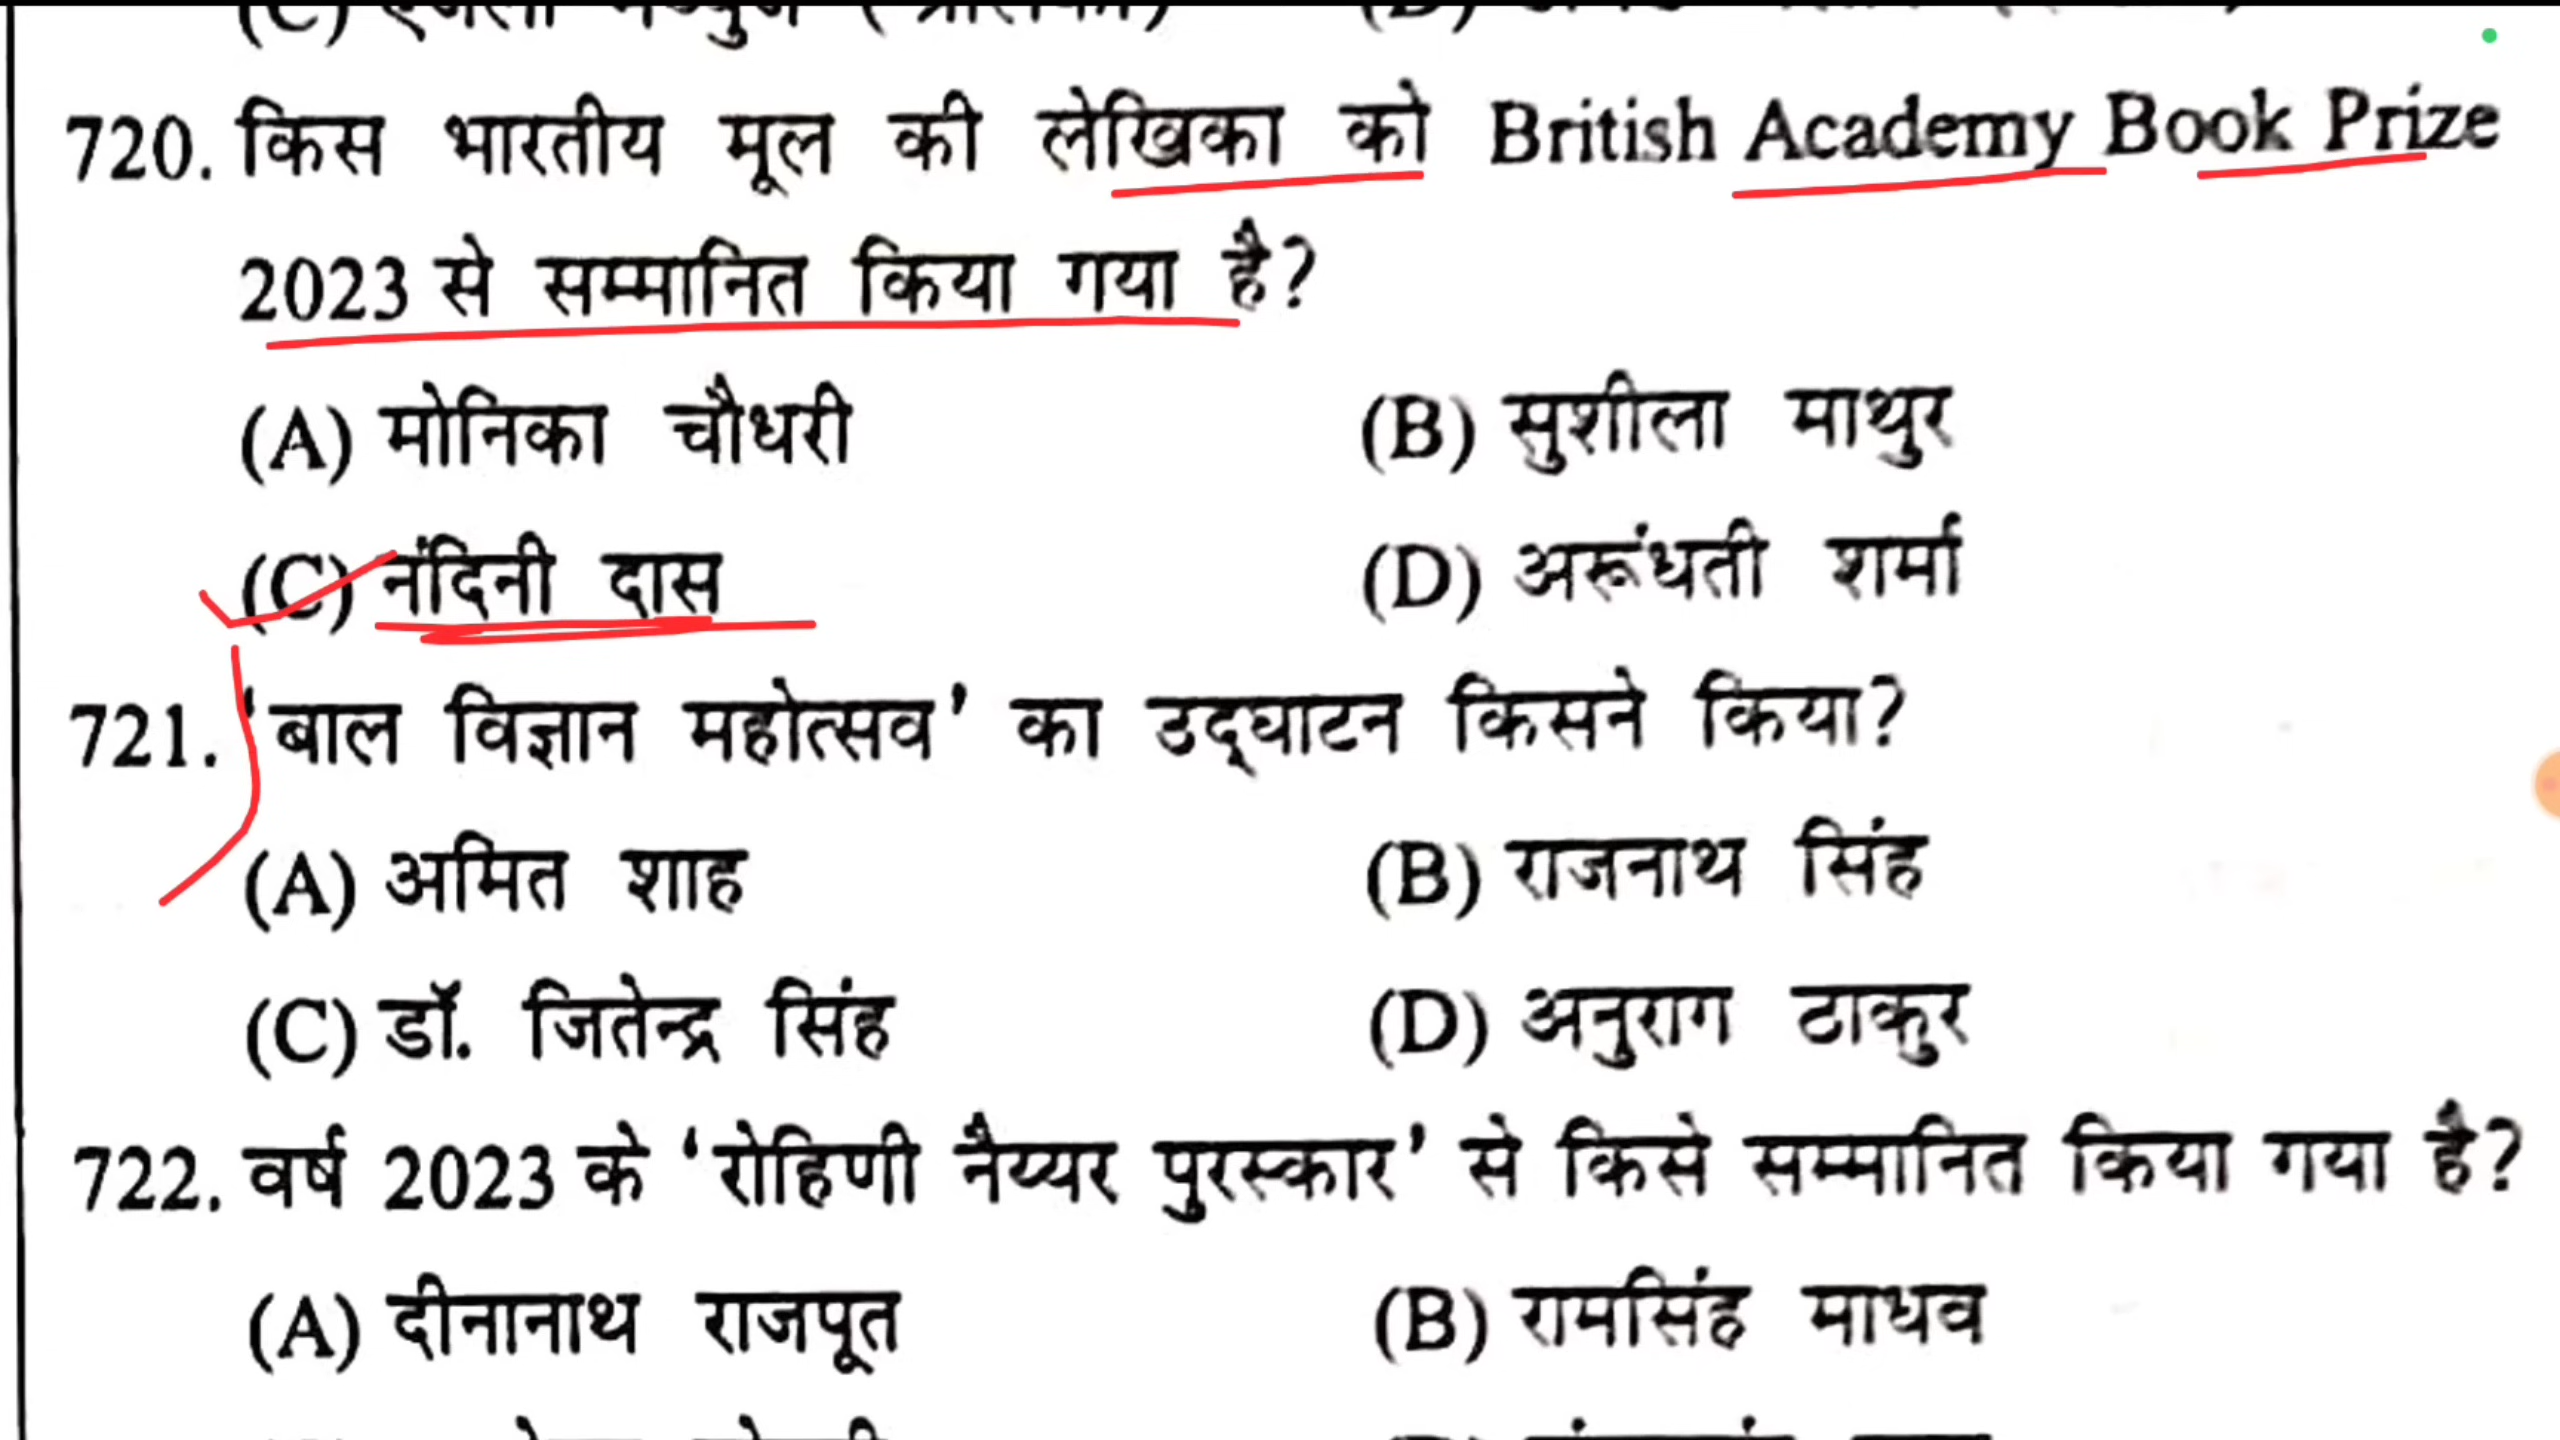 720. किस भारतीय मूल की लेखिका को British Academy Book Prize
2023 से सम्मानित किया गया है?
(A) मोनिका चौधरी (B) सुशीला माथुर
(C) नंदिनी दास (D) अरूंधती शर्मा
721. 'बाल विज्ञान महोत्सव' का उद्घाटन किसने किया?
(A) अमित शाह (B) राजनाथ सिंह
(C) डॉ. जितेन्द्र सिंह (D) अनुराग ठाकुर
722. वर्ष 2023 के 'रोहिणी नैय्यर पुरस्कार' से किसे सम्मानित किया गया है?
(A) दीनानाथ राजपूत (B) रामसिंह माधव